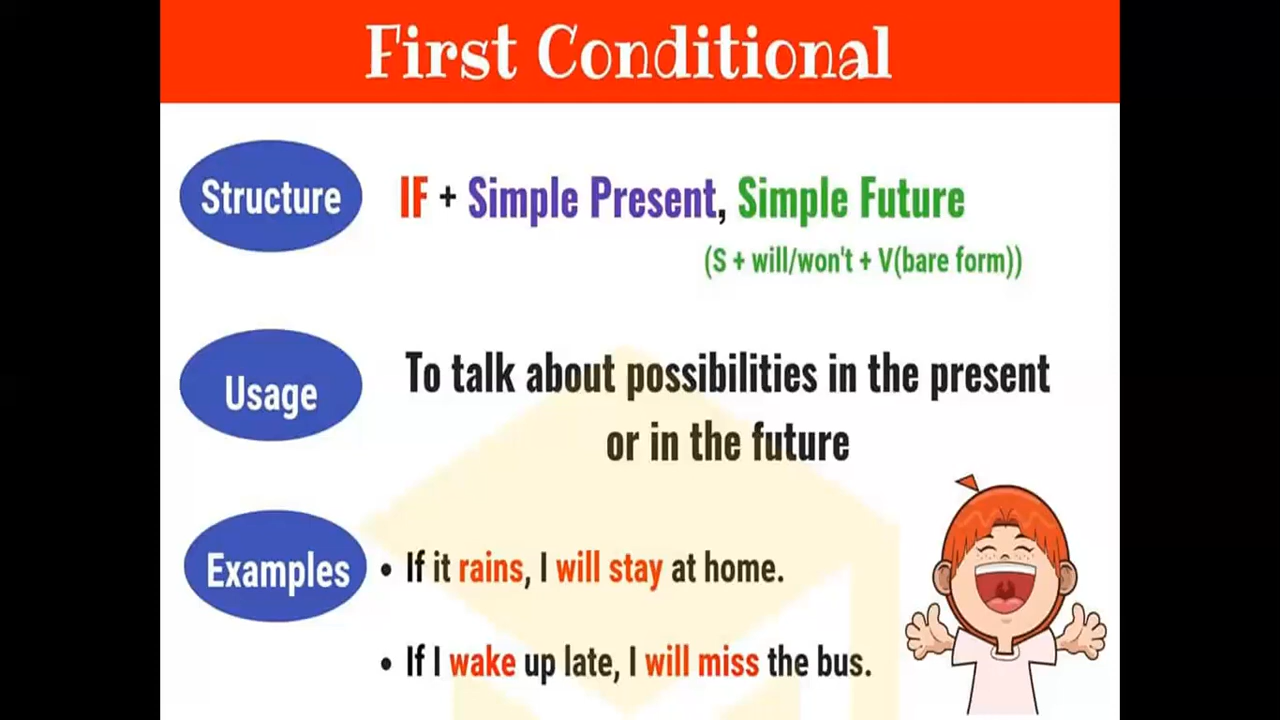 First Conditional
Structure
IF + Simple Present, Simple Future
(S + will/won't + V(bare form))
Usage
To talk about possibilities in the present
or in the future
Examples
• If it rains, I will stay at home.
• If I wake up late, I will miss the bus.